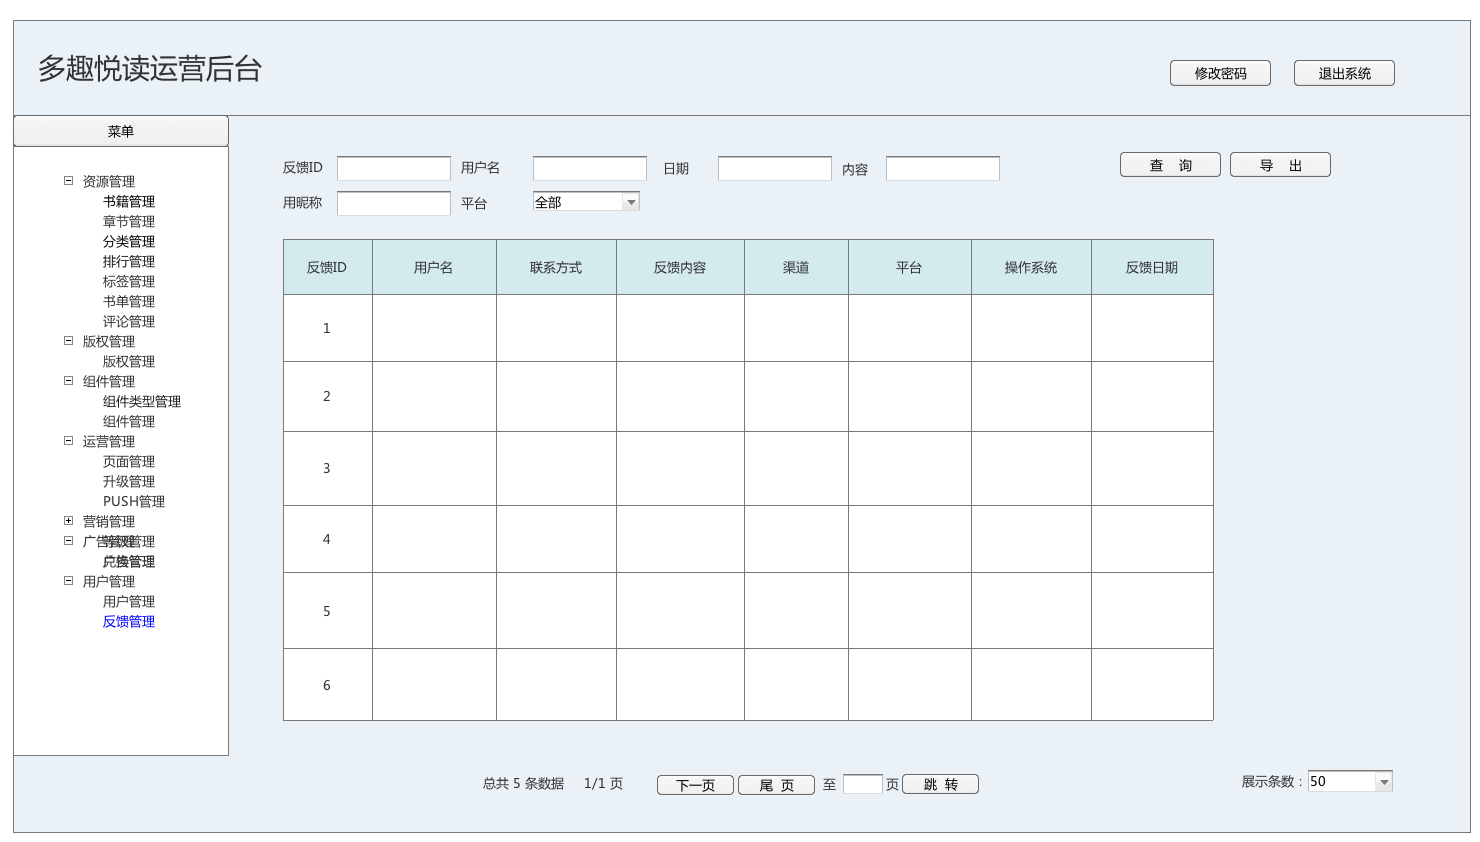 多趣悦读运营后台
修改密码 退出系统
菜单
资源管理
书籍管理
章节管理
分类管理
排行管理
标签管理
书单管理
评论管理
版权管理
版权管理
组件管理
组件类型管理
组件管理
运营管理
页面管理
升级管理
PUSH管理
营销管理
广告管理
管理
用户管理
用户管理
反馈管理
反馈ID 用户名 日期 内容 查 询 导 出
用昵称 平台 全部
反馈ID 用户名 联系方式 反馈内容 渠道 平台 操作系统 反馈日期
1
2
3
4
5
6
总共 5 条数据 1/1 页 下一页 尾 页 至 页 跳 转 展示条数：50